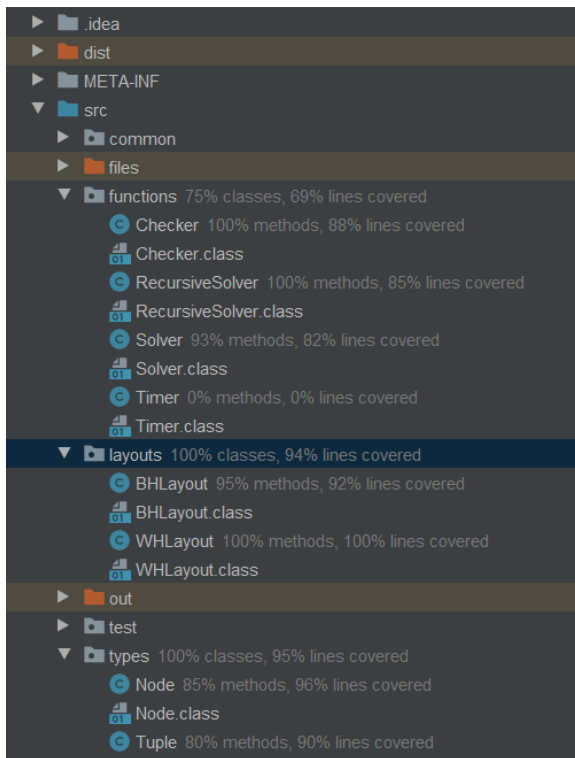 .idea
dist
META-INF
src
common
files
functions 75% classes, 69% lines covered
Checker 100% methods, 88% lines covered
Checker.class
RecursiveSolver 100% methods, 85% lines covered
RecursiveSolver.class
Solver 93% methods, 82% lines covered
Solver.class
Timer 0% methods, 0% lines covered
Timer.class
layouts 100% classes, 94% lines covered
BHLayout 95% methods, 92% lines covered
BHLayout.class
WHLayout 100% methods, 100% lines covered
WHLayout.class
out
test
types 100% classes, 95% lines covered
Node 85% methods, 96% lines covered
Node.class
Tuple 80% methods, 90% lines covered